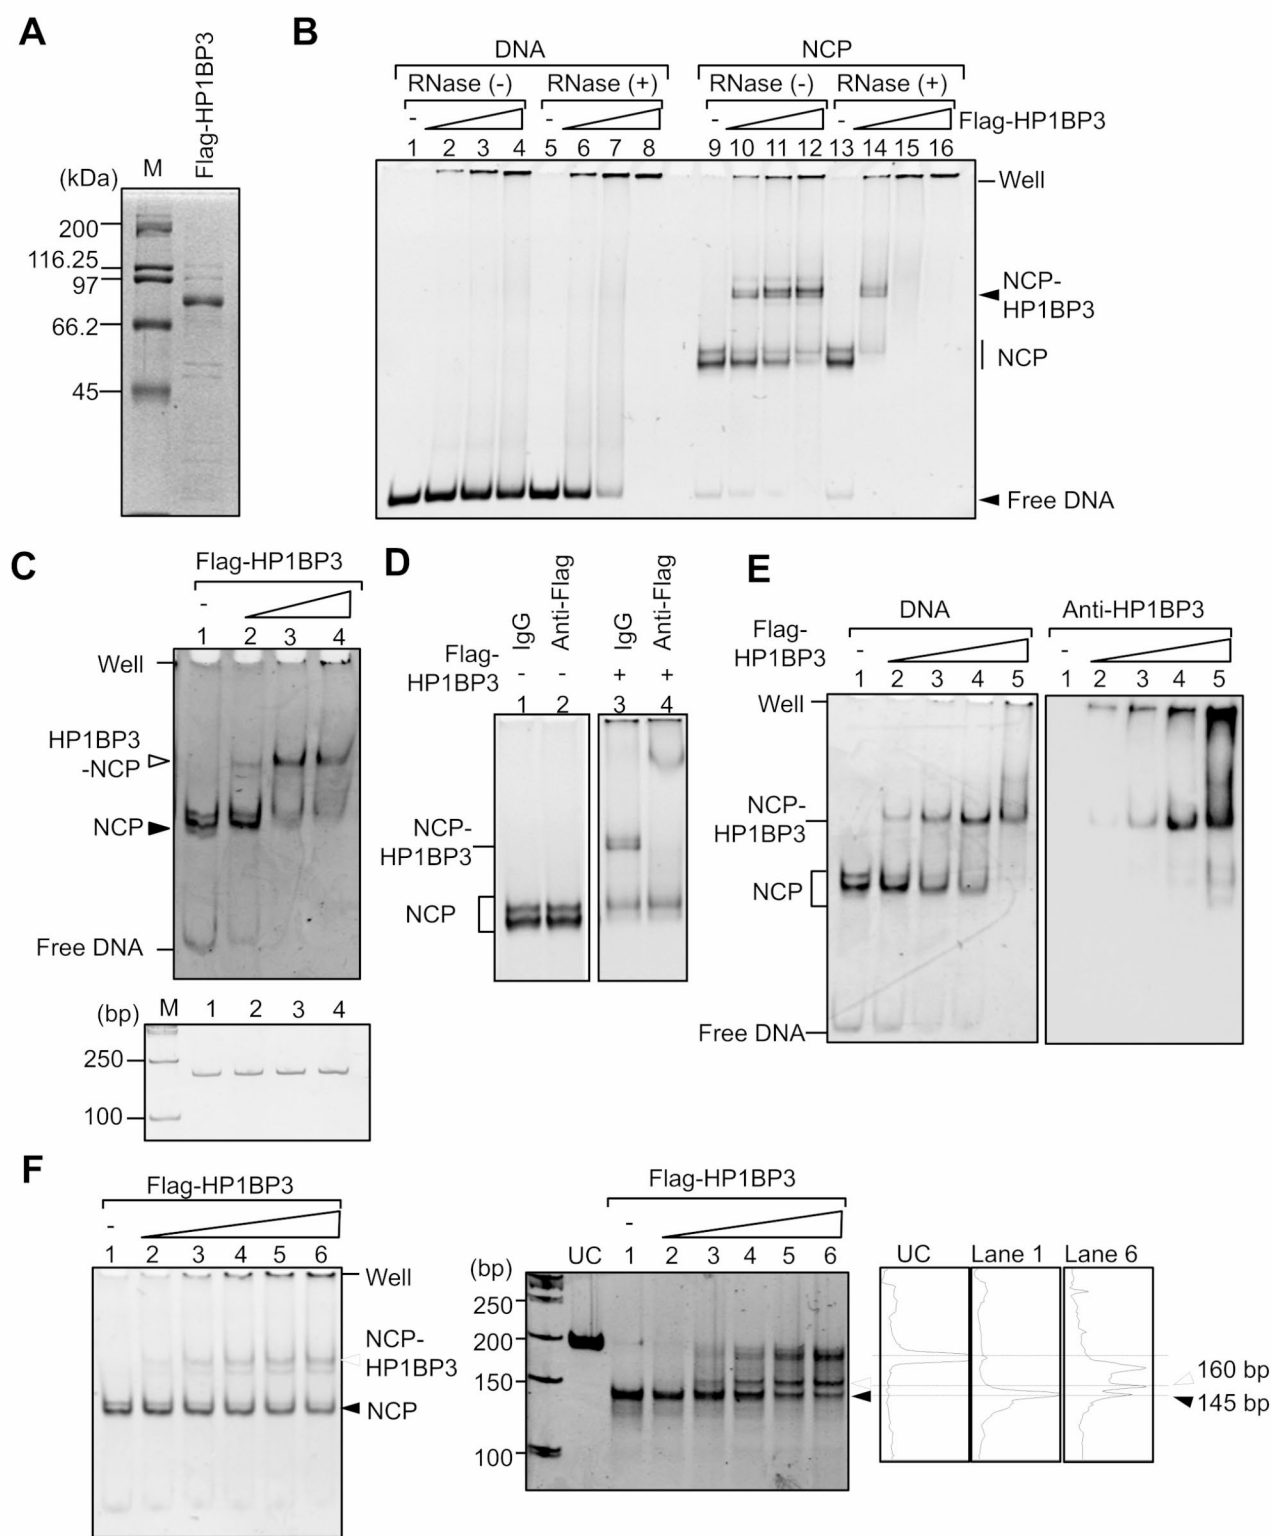 A
Flag-HP1BP3
M
(kDa)
200
116.25
97
66.2
45
B
DNA NCP
RNase (-) RNase (+) RNase (-) RNase (+)
- - - - Flag-HP1BP3
1 2 3 4 5 6 7 8 9 10 11 12 13 14 15 16
Well
NCP-
HP1BP3
NCP
Free DNA
C
Flag-HP1BP3
-
1 2 3 4
Well
HP1BP3
-NCP
NCP
Free DNA
(bp) M 1 2 3 4
250
100
D
IgG Anti-Flag IgG Anti-Flag
Flag-
HP1BP3 - - + +
1 2 3 4
NCP-
HP1BP3
NCP
E
DNA Anti-HP1BP3
Flag-
HP1BP3
- -
1 2 3 4 5 1 2 3 4 5
Well
NCP-
HP1BP3
NCP
Free DNA
F
Flag-HP1BP3
-
1 2 3 4 5 6
Well
NCP-
HP1BP3
NCP
Flag-HP1BP3
-
(bp) UC 1 2 3 4 5 6
250
200
150
100
UC Lane 1 Lane 6
160 bp
145 bp